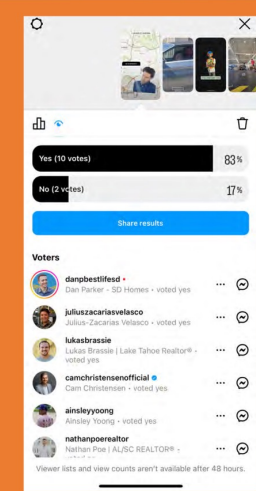 Yes (10 votes)
83%
No (2 votes)
17%
Share results
Voters
danpbestlifesd •
Dan Parker - SD Homes • voted yes
juliuszacariasvelasco
Julius-Zacarias Velasco • voted yes
lukasbrassie
Lukas Brassie | Lake Tahoe Realtor® •
voted yes
camchristensenofficial
Cam Christensen • voted yes
ainsleyyoong
Ainsley Yoong • voted yes
nathanpoerealtor
Nathan Poe | AL/SC REALTOR® •
Viewer lists and view counts aren't available after 48 hours.